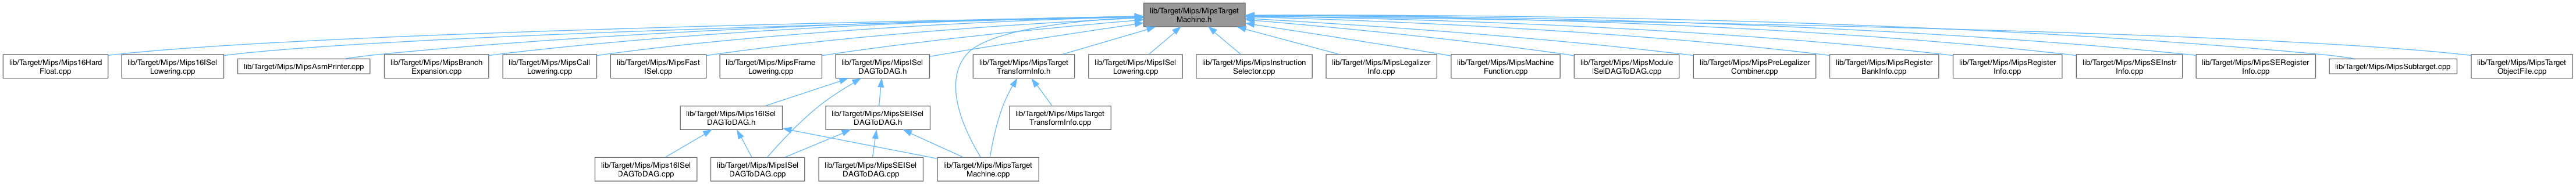 lib/Target/Mips/MipsTarget
Machine.h
lib/Target/Mips/Mips16Hard
Float.cpp
lib/Target/Mips/Mips16ISel
Lowering.cpp
lib/Target/Mips/MipsAsmPrinter.cpp
lib/Target/Mips/MipsBranch
Expansion.cpp
lib/Target/Mips/MipsCall
Lowering.cpp
lib/Target/Mips/MipsFast
ISel.cpp
lib/Target/Mips/MipsFrame
Lowering.cpp
lib/Target/Mips/MipsISel
DAGToDAG.h
lib/Target/Mips/MipsTarget
TransformInfo.h
lib/Target/Mips/MipsISel
Lowering.cpp
lib/Target/Mips/MipsInstruction
Selector.cpp
lib/Target/Mips/MipsLegalizer
Info.cpp
lib/Target/Mips/MipsMachine
Function.cpp
lib/Target/Mips/MipsModule
ISelDAGToDAG.cpp
lib/Target/Mips/MipsPreLegalizer
Combiner.cpp
lib/Target/Mips/MipsRegister
BankInfo.cpp
lib/Target/Mips/MipsRegister
Info.cpp
lib/Target/Mips/MipsSEInstr
Info.cpp
lib/Target/Mips/MipsSERegister
Info.cpp
lib/Target/Mips/MipsSubtarget.cpp
lib/Target/Mips/MipsTarget
ObjectFile.cpp
lib/Target/Mips/Mips16ISel
DAGToDAG.h
lib/Target/Mips/MipsSEISel
DAGToDAG.h
lib/Target/Mips/MipsTarget
TransformInfo.cpp
lib/Target/Mips/Mips16ISel
DAGToDAG.cpp
lib/Target/Mips/MipsISel
DAGToDAG.cpp
lib/Target/Mips/MipsSEISel
DAGToDAG.cpp
lib/Target/Mips/MipsTarget
Machine.cpp